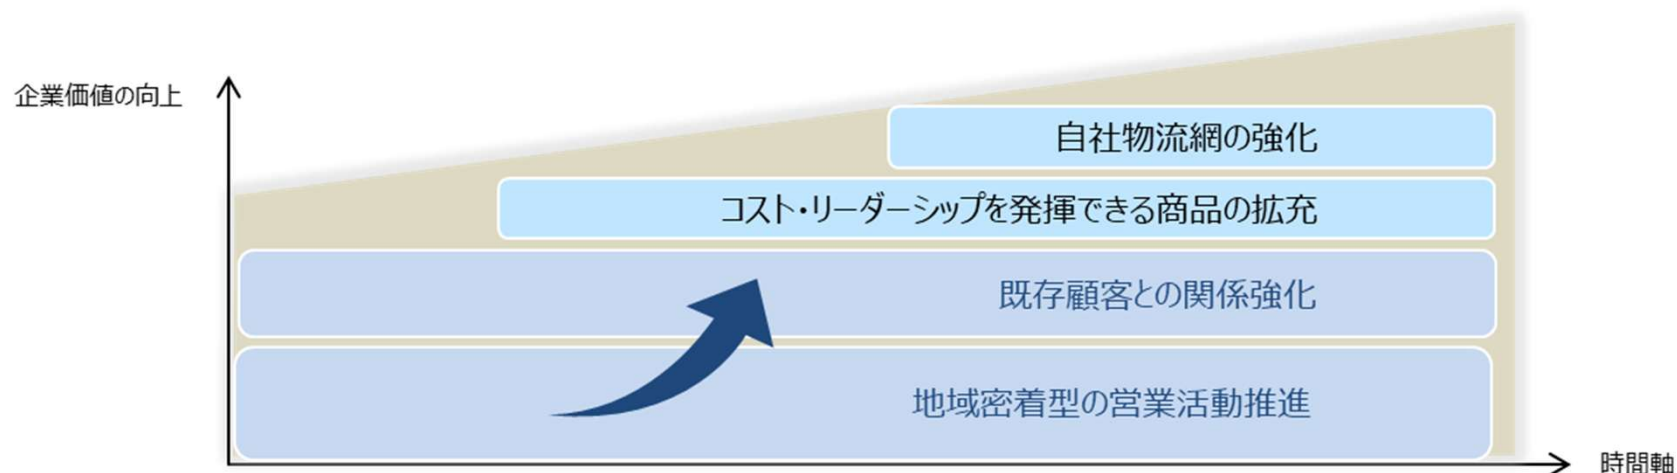 企業価値の向上
自社物流網の強化
コスト・リーダーシップを発揮できる商品の拡充
既存顧客との関係強化
地域密着型の営業活動推進
時間軸